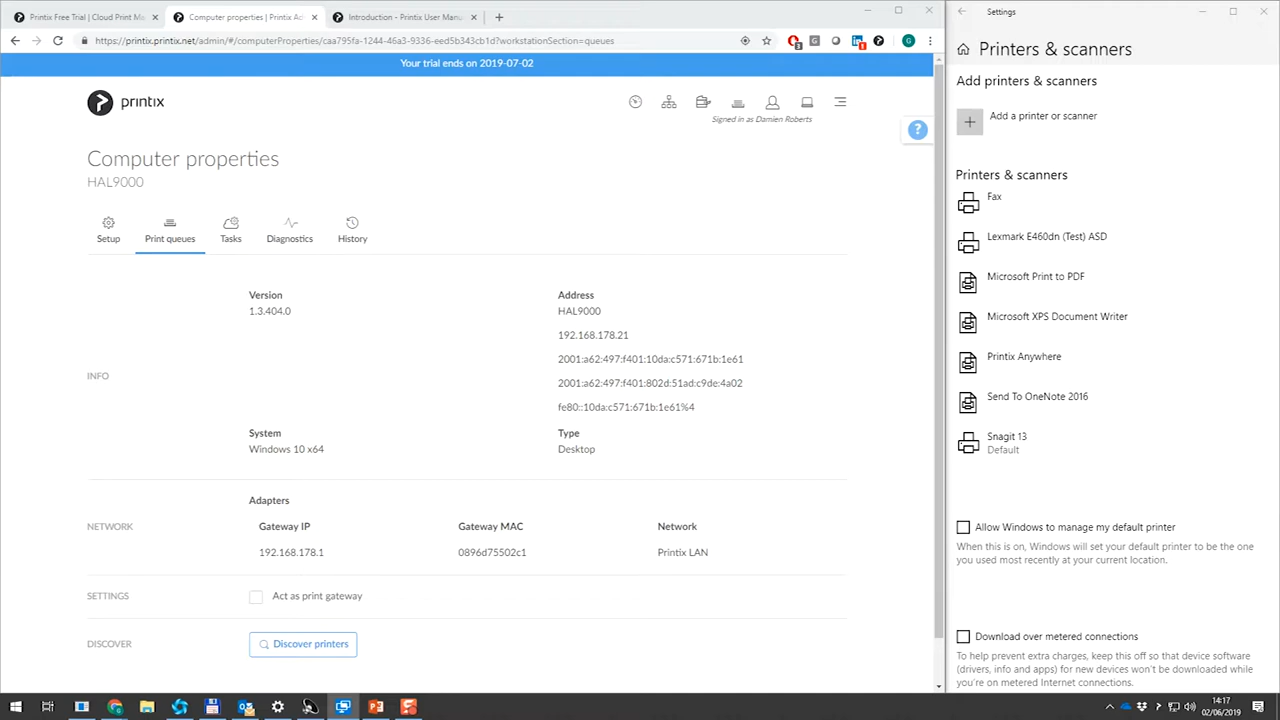 Printix Free Trial | Cloud Print M
Computer properties | Printix Ad
Introduction - Printix User Manu
https://printix.printix.net/admin/#/computerProperties/caa795fa-1244-46a3-9336-eed5b343cb1d?workstationSection=queues
Your trial ends on 2019-07-02
printix
Signed in as Damien Roberts
?
Computer properties
HAL9000
Setup
Print queues
Tasks
Diagnostics
History
INFO
Version
1.3.404.0
Address
HAL9000
192.168.178.21
2001:a62:497:f401:10da:c571:671b:1e61
2001:a62:497:f401:802d:51ad:c9de:4a02
fe80::10da:c571:671b:1e61%4
System
Windows 10 x64
Type
Desktop
NETWORK
Adapters
Gateway IP
Gateway MAC
Network
192.168.178.1
0896d75502c1
Printix LAN
SETTINGS
Act as print gateway
DISCOVER
Discover printers
Settings
Printers & scanners
Add printers & scanners
Add a printer or scanner
Printers & scanners
Fax
Lexmark E460dn (Test) ASD
Microsoft Print to PDF
Microsoft XPS Document Writer
Printix Anywhere
Send To OneNote 2016
Snagit 13
Default
Allow Windows to manage my default printer
When this is on, Windows will set your default printer to be the one
you used most recently at your current location.
Download over metered connections
To help prevent extra charges, keep this off so that device software
(drivers, info and apps) for new devices won't be downloaded while
you're on metered Internet connections.
14:17
02/06/2019